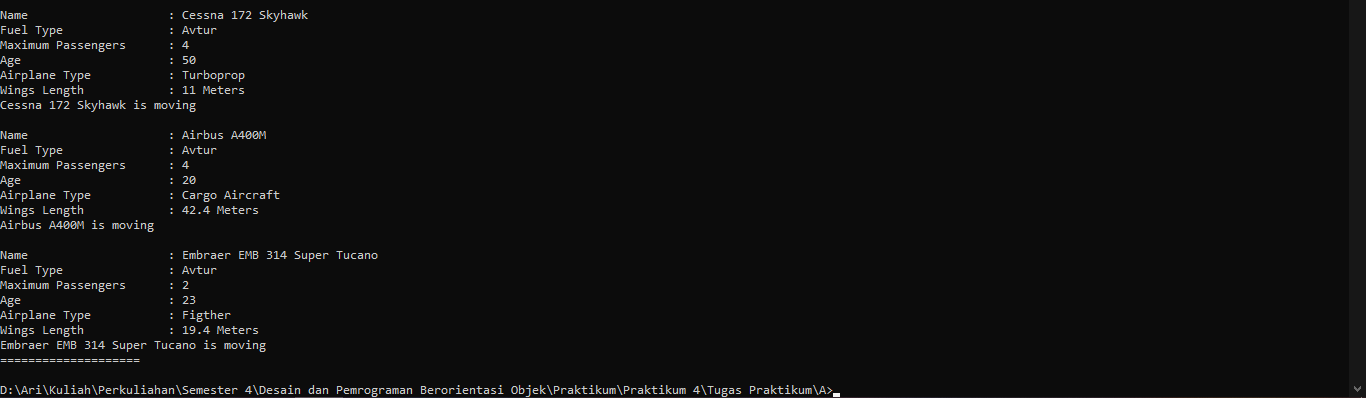 Name : Cessna 172 Skyhawk
Fuel Type : Avtur
Maximum Passengers : 4
Age : 50
Airplane Type : Turboprop
Wings Length : 11 Meters
Cessna 172 Skyhawk is moving
Name : Airbus A400M
Fuel Type : Avtur
Maximum Passengers : 4
Age : 20
Airplane Type : Cargo Aircraft
Wings Length : 42.4 Meters
Airbus A400M is moving
Name : Embraer EMB 314 Super Tucano
Fuel Type : Avtur
Maximum Passengers : 2
Age : 23
Airplane Type : Figther
Wings Length : 19.4 Meters
Embraer EMB 314 Super Tucano is moving
====================
D:\Ari\Kuliah\Perkuliahan\Semester 4\Desain dan Pemrograman Berorientasi Objek\Praktikum\Praktikum 4\Tugas Praktikum\A>